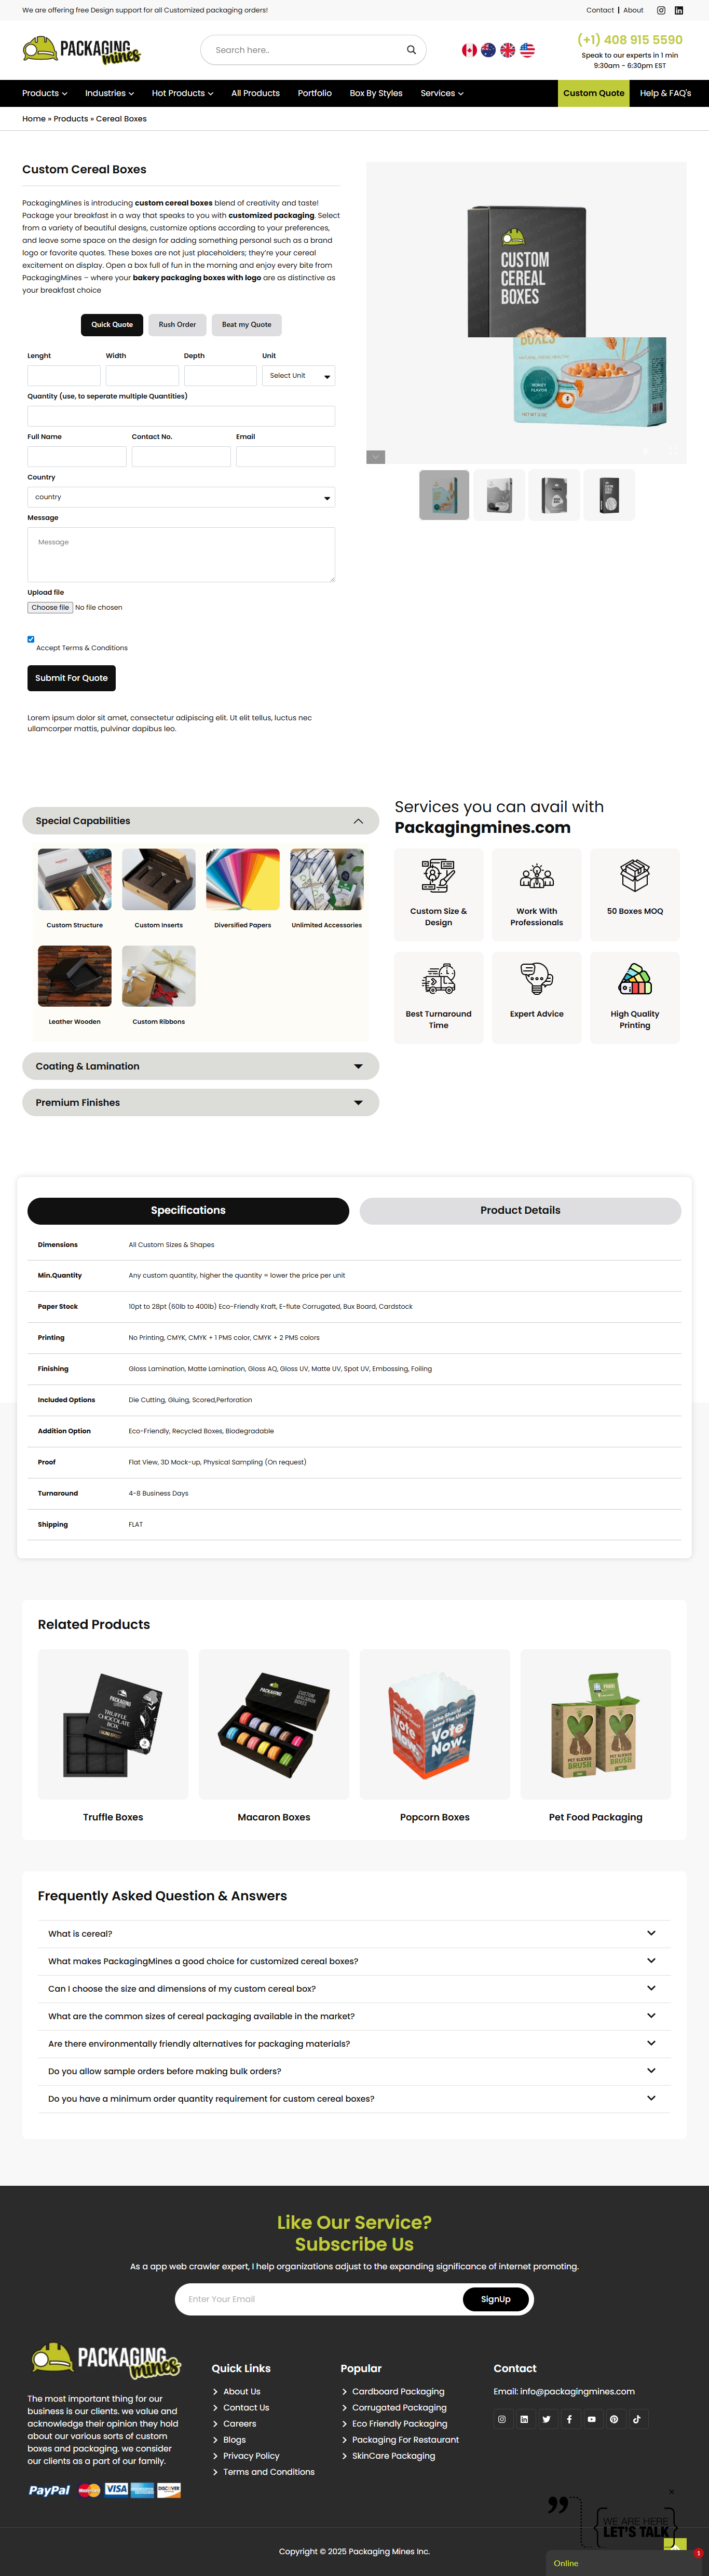 We are offering free Design support for all Customized packaging orders!
Contact | About
PACKAGING
mines
Search here..
(+1) 408 915 5590
Speak to our experts in 1 min
9:30am - 6:30pm EST
Products Industries Hot Products All Products Portfolio Box By Styles Services Custom Quote Help & FAQ's
Home » Products » Cereal Boxes
Custom Cereal Boxes
PackagingMines is introducing custom cereal boxes blend of creativity and taste!
Package your breakfast in a way that speaks to you with customized packaging. Select
from a variety of beautiful designs, customize options according to your preferences,
and leave some space on the design for adding something personal such as a brand
logo or favorite quotes. These boxes are not just placeholders; they're your cereal
excitement on display. Open a box full of fun in the morning and enjoy every bite from
PackagingMines – where your bakery packaging boxes with logo are as distinctive as
your breakfast choice
Quick Quote Rush Order Beat my Quote
Lenght Width Depth Unit
Select Unit
Quantity (use, to seperate multiple Quantities)
Full Name Contact No. Email
Country
country
Message
Message
Upload file
Choose file No file chosen
Accept Terms & Conditions
Submit For Quote
Lorem ipsum dolor sit amet, consectetur adipiscing elit. Ut elit tellus, luctus nec
ullamcorper mattis, pulvinar dapibus leo.
CUSTOM
CEREAL
BOXES
BOXES
HONEY
FLAVOR
Special Capabilities
Custom Structure Custom Inserts Diversified Papers Unlimited Accessories
Leather Wooden Custom Ribbons
Coating & Lamination
Premium Finishes
Services you can avail with
Packagingmines.com
Custom Size &
Design
Work With
Professionals
50 Boxes MOQ
Best Turnaround
Time
Expert Advice
High Quality
Printing
Specifications Product Details
Dimensions All Custom Sizes & Shapes
Min.Quantity Any custom quantity, higher the quantity = lower the price per unit
Paper Stock 10pt to 28pt (60lb to 400lb) Eco-Friendly Kraft, E-flute Corrugated, Bux Board, Cardstock
Printing No Printing, CMYK, CMYK + 1 PMS color, CMYK + 2 PMS colors
Finishing Gloss Lamination, Matte Lamination, Gloss AQ, Gloss UV, Matte UV, Spot UV, Embossing, Foiling
Included Options Die Cutting, Gluing, Scored,Perforation
Addition Option Eco-Friendly, Recycled Boxes, Biodegradable
Proof Flat View, 3D Mock-up, Physical Sampling (On request)
Turnaround 4-8 Business Days
Shipping FLAT
Related Products
PACKAGING
TRUFFLE
CHOCOLATE
BOX
CUSTOM
MACARON
BOXES
Vote
Now.
Vote
Now.
PET SLICKER
BRUSH
PET SLICKER
BRUSH
Truffle Boxes Macaron Boxes Popcorn Boxes Pet Food Packaging
Frequently Asked Question & Answers
What is cereal?
What makes PackagingMines a good choice for customized cereal boxes?
Can I choose the size and dimensions of my custom cereal box?
What are the common sizes of cereal packaging available in the market?
Are there environmentally friendly alternatives for packaging materials?
Do you allow sample orders before making bulk orders?
Do you have a minimum order quantity requirement for custom cereal boxes?
Like Our Service?
Subscribe Us
As a app web crawler expert, I help organizations adjust to the expanding significance of internet promoting.
Enter Your Email SignUp
PACKAGING
mines
The most important thing for our
business is our clients. we value and
acknowledge their opinion they hold
about our various sorts of custom
boxes and packaging. we consider
our clients as a part of our family.
PayPal MasterCard VISA AMERICAN EXPRESS DISCOVER
Quick Links
About Us
Contact Us
Careers
Blogs
Privacy Policy
Terms and Conditions
Popular
Cardboard Packaging
Corrugated Packaging
Eco Friendly Packaging
Packaging For Restaurant
SkinCare Packaging
Contact
Email: info@packagingmines.com
WE ARE HERE
LET'S TALK
Copyright © 2025 Packaging Mines Inc.
Online
1